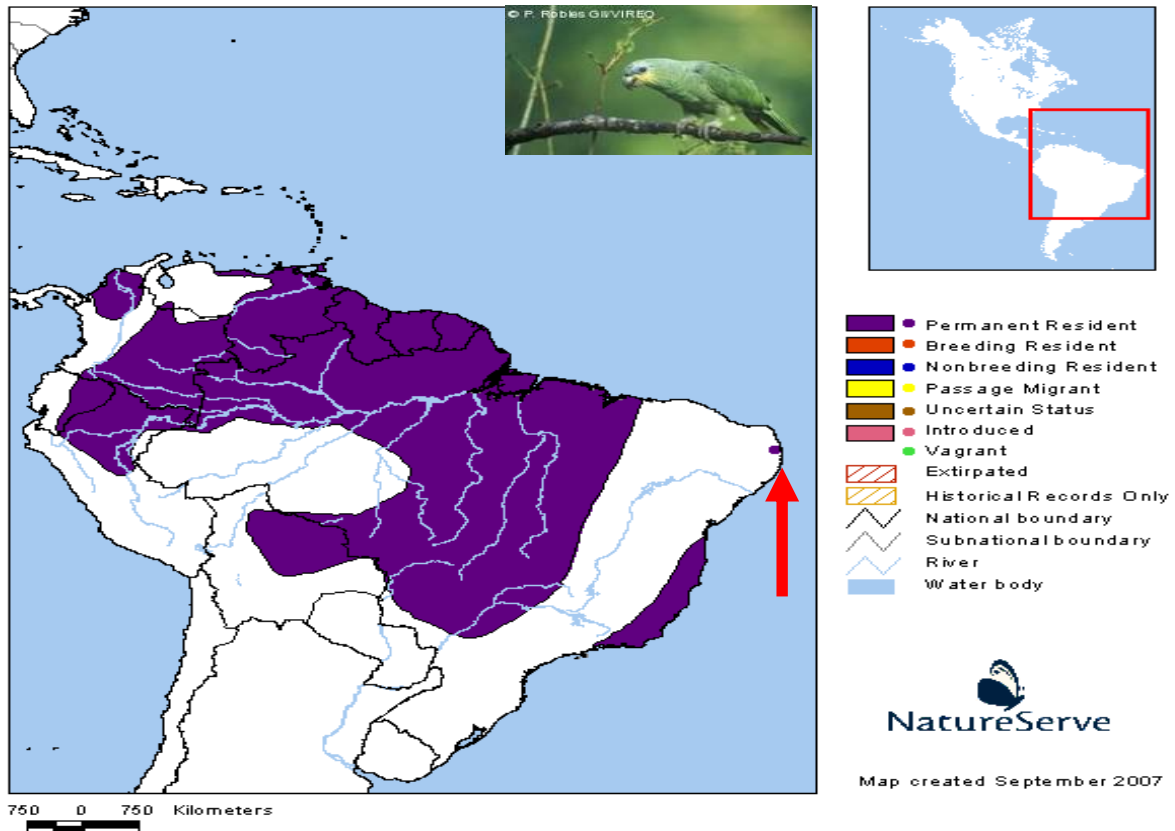 © P. Robles Gil/VIREO
Permanent Resident
Breeding Resident
Nonbreeding Resident
Passage Migrant
Uncertain Status
Introduced
Vagrant
Extirpated
Historical Records Only
National boundary
Subnational boundary
River
Water body
NatureServe
Map created September 2007
750 0 750 Kilometers